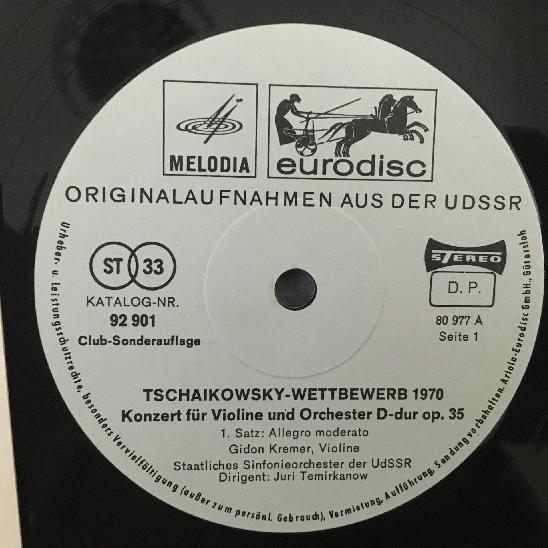 MELODIA
eurodisc
ORIGINALAUFNAHMEN AUS DER UDSSR
ST 33
STEREO
KATALOG-NR.
92 901
Club-Sonderauflage
D. P.
80 977 A
Seite 1
TSCHAIKOWSKY-WETTBEWERB 1970
Konzert für Violine und Orchester D-dur op. 35
1. Satz: Allegro moderato
Gidon Kremer, Violine
Staatliches Sinfonieorchester der UdSSR
Dirigent: Juri Temirkanow
Urheber- u. Leistungsschutzrechte, besonders Vervielfältigung (außer zum persönl. Gebrauch), Vermietung, Aufführung, Sendung vorbehalten. Ariola-Eurodisc GmbH., Gütersloh